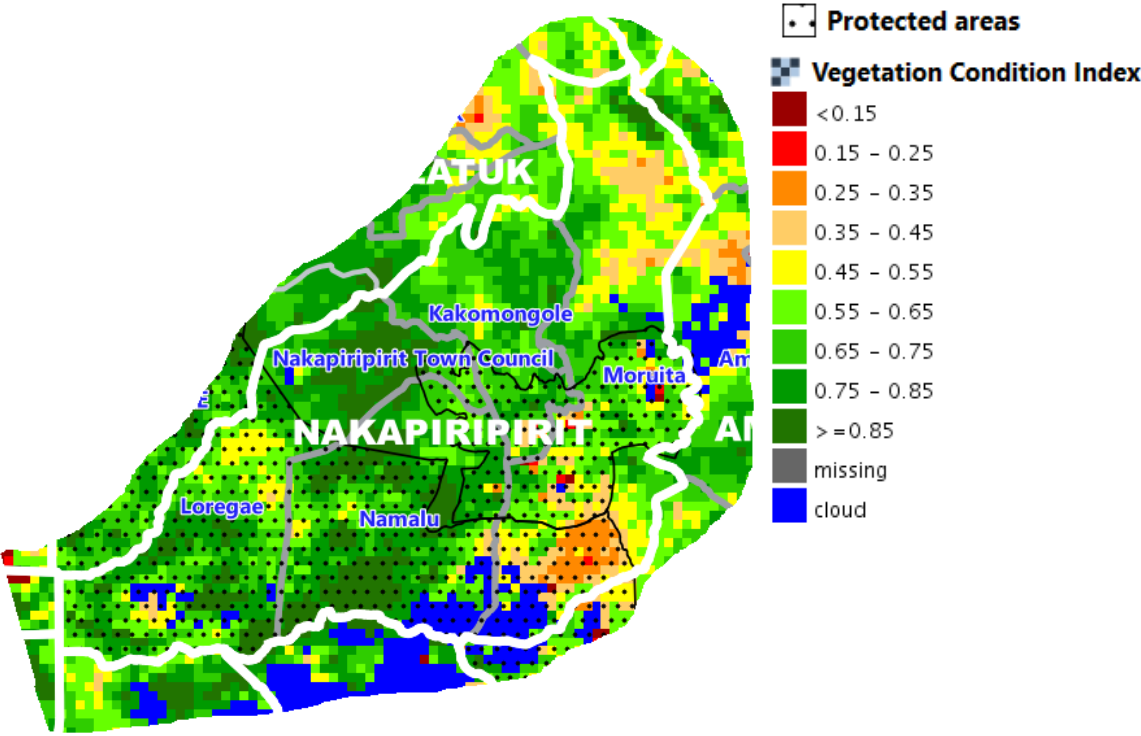 Protected areas
Vegetation Condition Index
<0.15
0.15 – 0.25
0.25 – 0.35
0.35 – 0.45
0.45 – 0.55
0.55 – 0.65
0.65 – 0.75
0.75 – 0.85
>=0.85
missing
cloud
ATUK
Kakomongole
Nakapiripirit Town Council
Am
Moruita
E
NAKAPIRIPIRIT
Loregae
Namalu